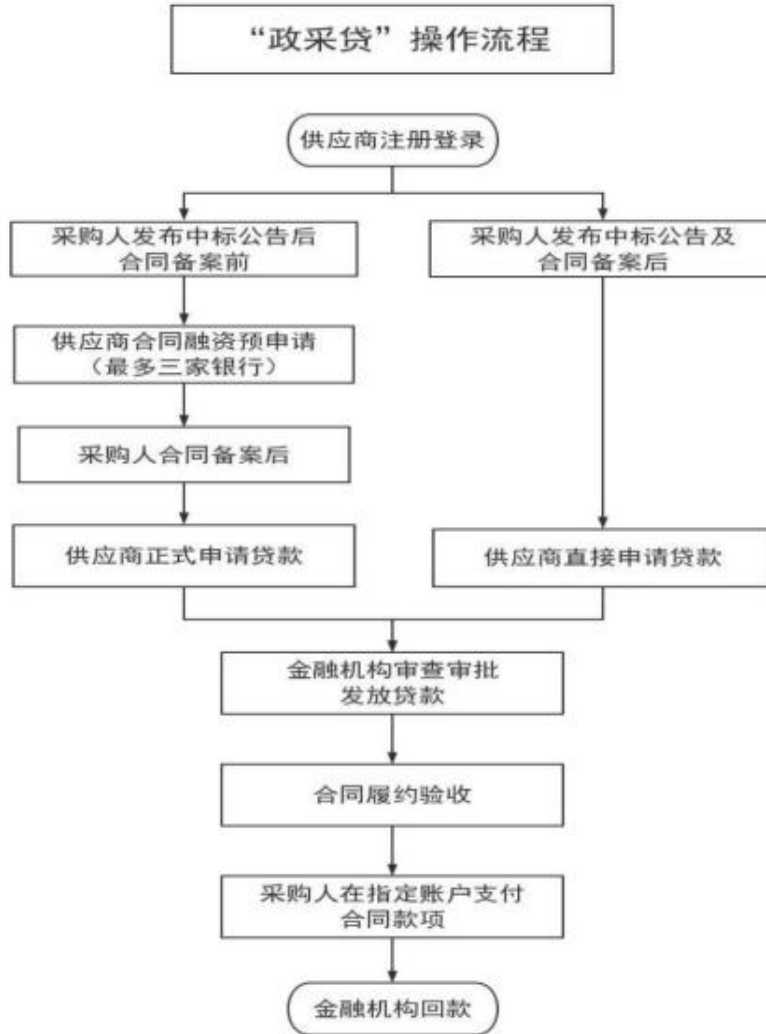 “政采贷”操作流程
供应商注册登录
采购人发布中标公告后
合同备案前
采购人发布中标公告及
合同备案后
供应商合同融资预申请
（最多三家银行）
采购人合同备案后
供应商正式申请贷款
供应商直接申请贷款
金融机构审查审批
发放贷款
合同履约验收
采购人在指定账户支付
合同款项
金融机构回款